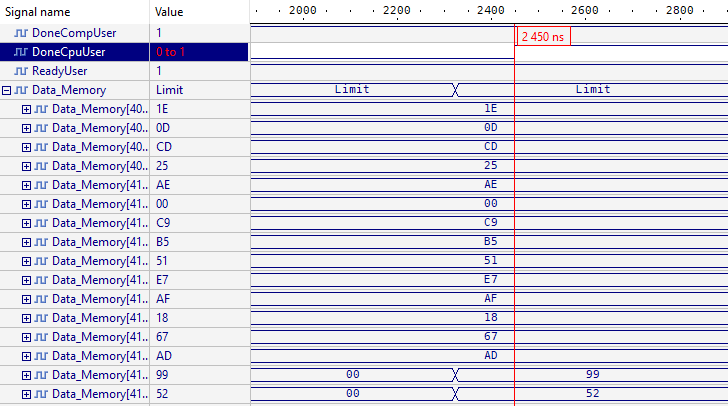 Signal name Value 2000 2200 2400 2600 2800
DoneCompUser 1 2 450 ns
DoneCpuUser 0 to 1
ReadyUser 1
Data_Memory Limit Limit Limit
Data_Memory[40.. 1E 1E
Data_Memory[40.. 0D 0D
Data_Memory[40.. CD CD
Data_Memory[40.. 25 25
Data_Memory[41.. AE AE
Data_Memory[41.. 00 00
Data_Memory[41.. C9 C9
Data_Memory[41.. B5 B5
Data_Memory[41.. 51 51
Data_Memory[41.. E7 E7
Data_Memory[41.. AF AF
Data_Memory[41.. 18 18
Data_Memory[41.. 67 67
Data_Memory[41.. AD AD
Data_Memory[41.. 99 00 99
Data_Memory[41.. 52 00 52